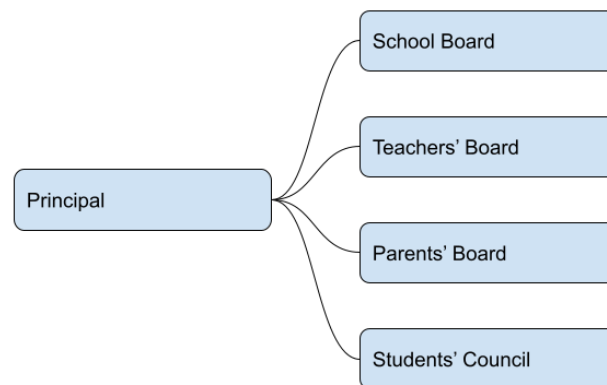 School Board
Teachers’ Board
Principal
Parents’ Board
Students’ Council